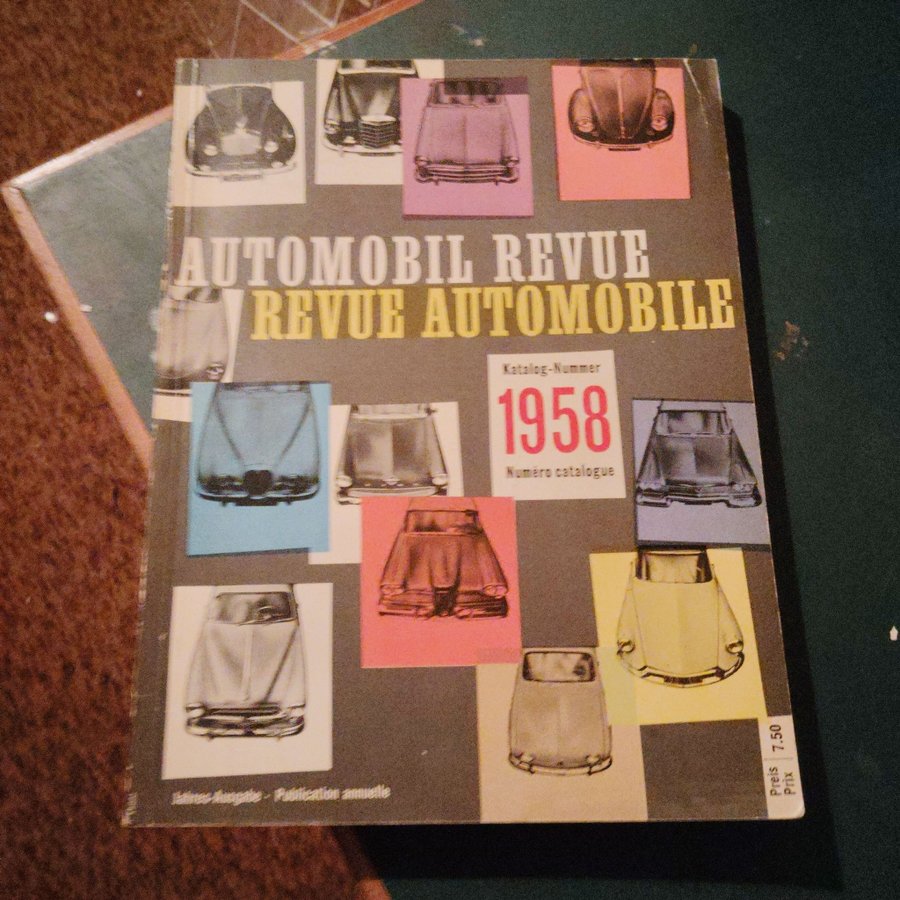 AUTOMOBIL REVUE
REVUE AUTOMOBILE
Katalog-Nummer
1958
Numéro catalogue
Jahres-Ausgabe · Publication annuelle
Preis
Prix
7.50